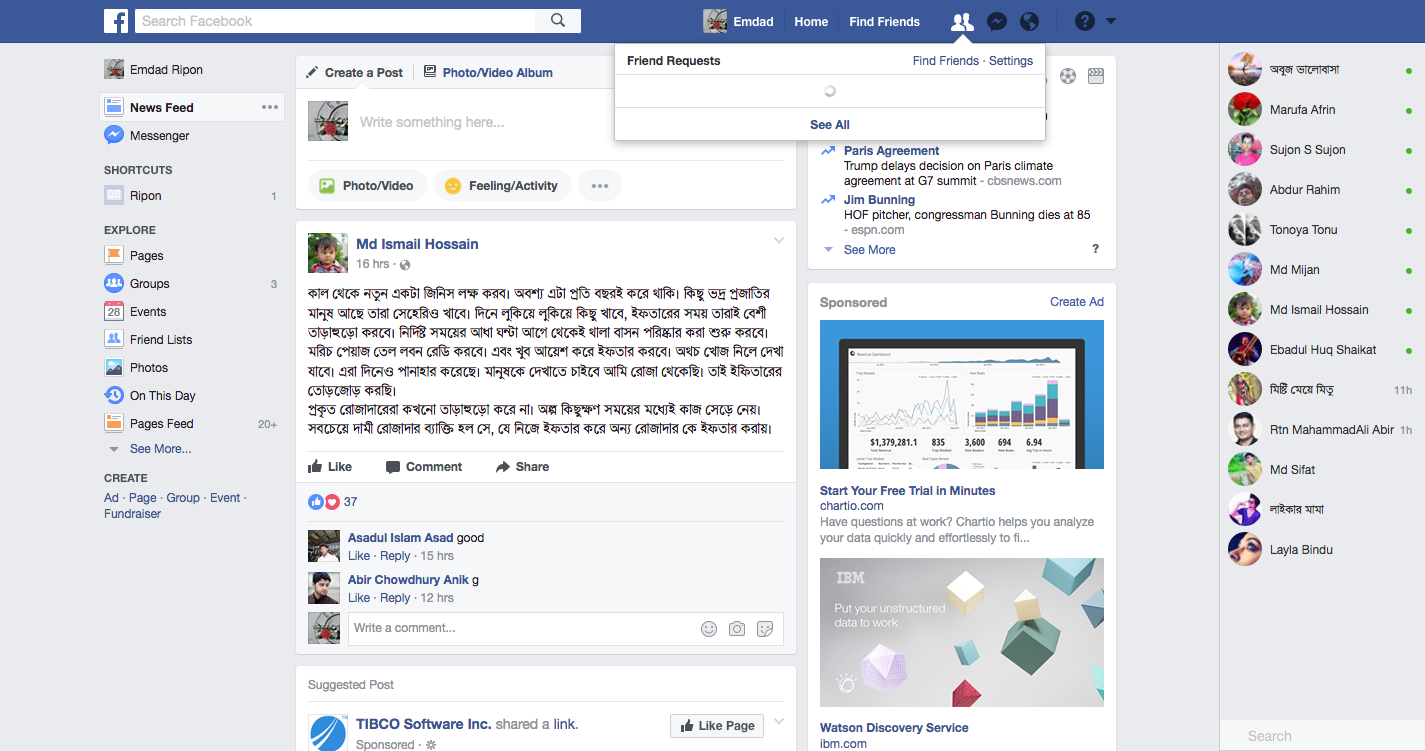 Search Facebook
Emdad
Home
Find Friends
Friend Requests
Find Friends · Settings
See All
Emdad Ripon
News Feed
Messenger
SHORTCUTS
Ripon 1
EXPLORE
Pages
Groups 3
28 Events
Friend Lists
Photos
On This Day
Pages Feed 20+
See More...
CREATE
Ad · Page · Group · Event ·
Fundraiser
Create a Post
Photo/Video Album
Write something here...
Photo/Video
Feeling/Activity
Md Ismail Hossain
16 hrs ·
কাল থেকে নতুন একটা জিনিস লক্ষ করব। অবশ্য এটা প্রতি বছরই করে থাকি। কিছু ভদ্র প্রজাতির
মানুষ আছে তারা সেহেরিও খাবে। দিনে লুকিয়ে লুকিয়ে কিছু খাবে, ইফতারের সময় তারাই বেশী
তাড়াহুড়ো করবে। নির্দিষ্ট সময়ের আধা ঘন্টা আগে থেকেই থালা বাসন পরিস্কার করা শুরু করবে।
মরিচ পেয়াজ তেল লবন রেডি করবে। এবং খুব আয়েশ করে ইফতার করবে। অথচ খোজ নিলে দেখা
যাবে। এরা দিনেও পানাহার করেছে। মানুষকে দেখাতে চাইবে আমি রোজা থেকেছি। তাই ইফিতারের
তোড়জোড় করছি।
প্রকৃত রোজাদারেরা কখনো তাড়াহুড়ো করে না। অল্প কিছুক্ষণ সময়ের মধ্যেই কাজ সেড়ে নেয়।
সবচেয়ে দামী রোজাদার ব্যাক্তি হল সে, যে নিজে ইফতার করে অন্য রোজাদার কে ইফতার করায়।
Like
Comment
Share
37
Asadul Islam Asad good
Like · Reply · 15 hrs
Abir Chowdhury Anik g
Like · Reply · 12 hrs
Write a comment...
Suggested Post
TIBCO Software Inc. shared a link.
Sponsored ·
Like Page
Paris Agreement
Trump delays decision on Paris climate
agreement at G7 summit - cbsnews.com
Jim Bunning
HOF pitcher, congressman Bunning dies at 85
- espn.com
See More
?
Sponsored
Create Ad
Revenue Dashboard
$1,379,281.1 835 3,600 694 6.94
Start Your Free Trial in Minutes
chartio.com
Have questions at work? Chartio helps you analyze
your data quickly and effortlessly to fi...
IBM
Put your unstructured
data to work
Watson Discovery Service
ibm.com
অবুজ ভালোবাসা
Marufa Afrin
Sujon S Sujon
Abdur Rahim
Tonoya Tonu
Md Mijan
Md Ismail Hossain
Ebadul Huq Shaikat
মিষ্টি মেয়ে মিতু 11h
Rtn MahammadAli Abir 1h
Md Sifat
লাইকার মামা
Layla Bindu
Search